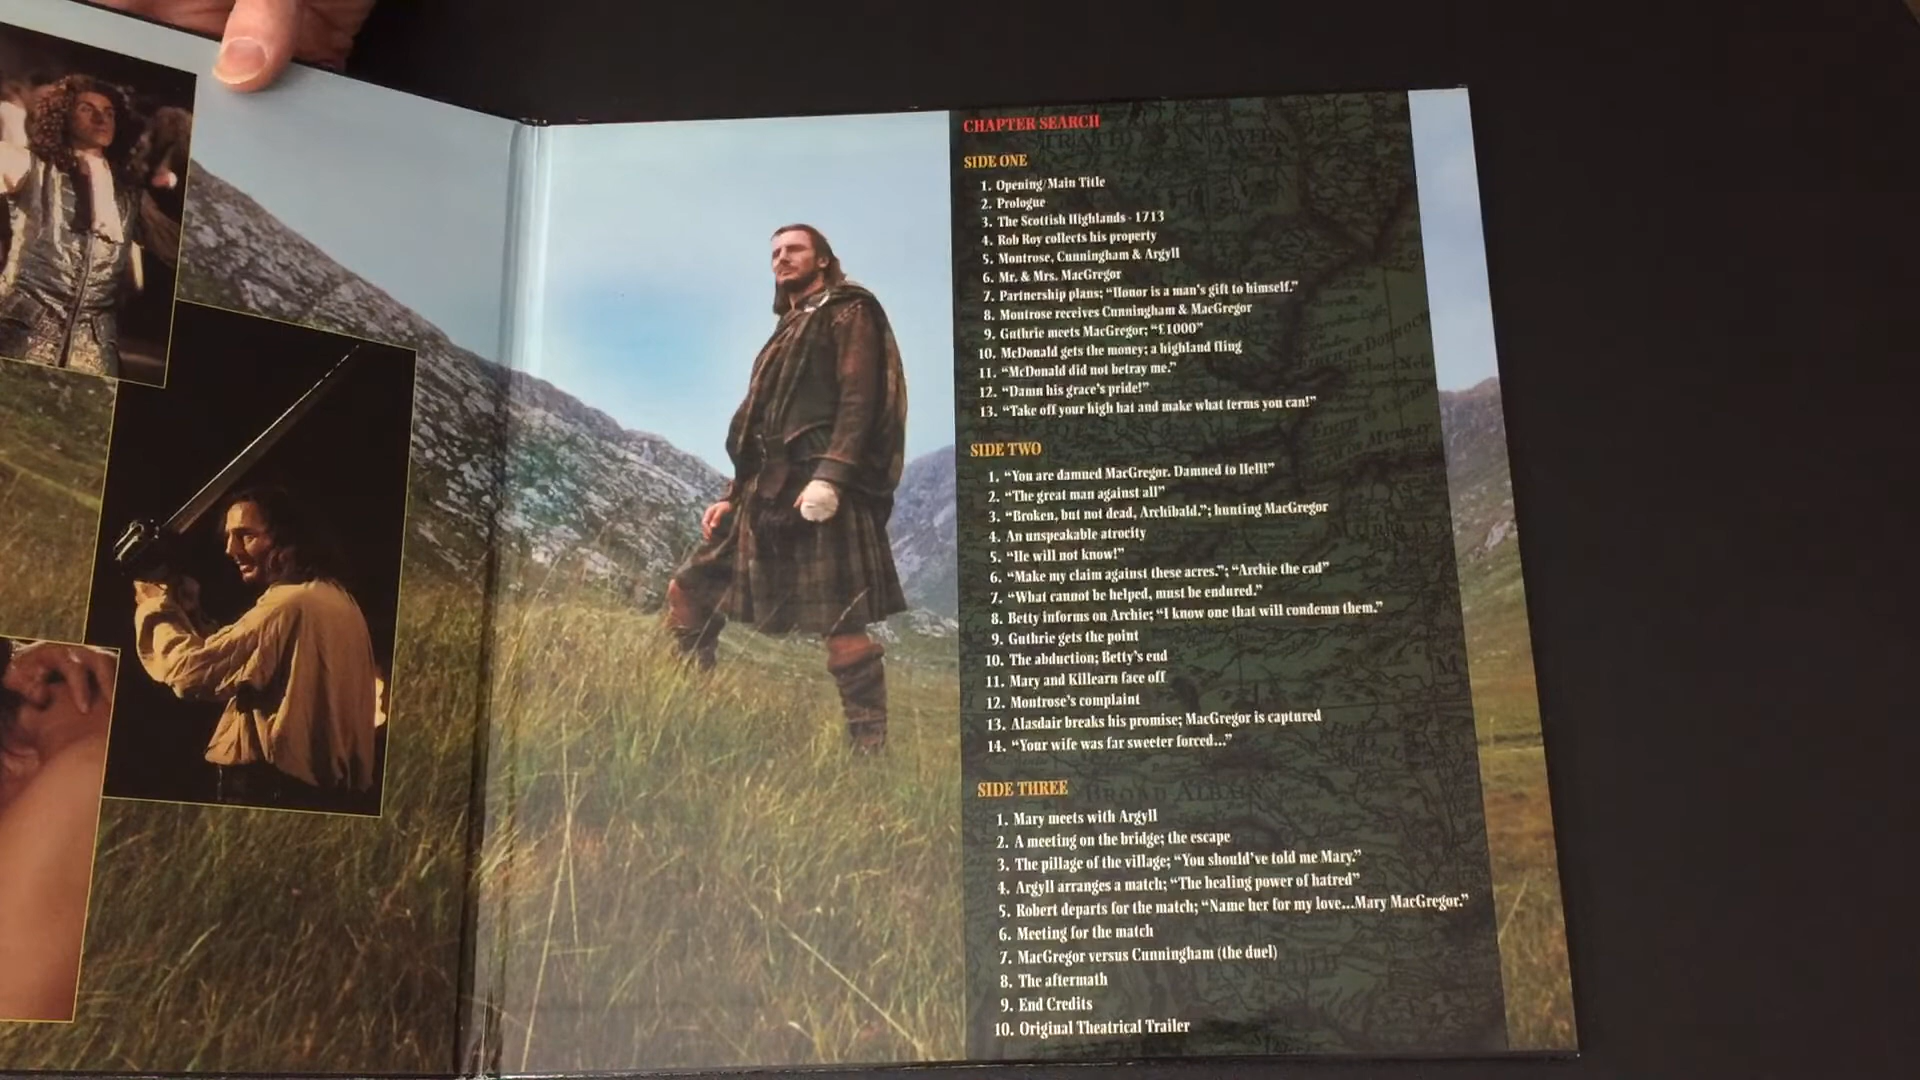 CHAPTER SEARCH
SIDE ONE
1. Opening/Main Title
2. Prologue
3. The Scottish Highlands - 1713
4. Rob Roy collects his property
5. Montrose, Cunningham & Argyll
6. Mr. & Mrs. MacGregor
7. Partnership plans; “Honor is a man's gift to himself.”
8. Montrose receives Cunningham & MacGregor
9. Guthrie meets MacGregor; “£1000”
10. McDonald gets the money; a highland fling
11. “McDonald did not betray me.”
12. “Damn his grace's pride!”
13. “Take off your high hat and make what terms you can!”
SIDE TWO
1. “You are damned MacGregor. Damned to Hell!”
2. “The great man against all”
3. “Broken, but not dead, Archibald.”; hunting MacGregor
4. An unspeakable atrocity
5. “He will not know!”
6. “Make my claim against these acres.”; “Archie the cad”
7. “What cannot be helped, must be endured.”
8. Betty informs on Archie; “I know one that will condemn them.”
9. Guthrie gets the point
10. The abduction; Betty's end
11. Mary and Killearn face off
12. Montrose's complaint
13. Alasdair breaks his promise; MacGregor is captured
14. “Your wife was far sweeter forced...”
SIDE THREE
1. Mary meets with Argyll
2. A meeting on the bridge; the escape
3. The pillage of the village; “You should've told me Mary.”
4. Argyll arranges a match; “The healing power of hatred”
5. Robert departs for the match; “Name her for my love...Mary MacGregor.”
6. Meeting for the match
7. MacGregor versus Cunningham (the duel)
8. The aftermath
9. End Credits
10. Original Theatrical Trailer